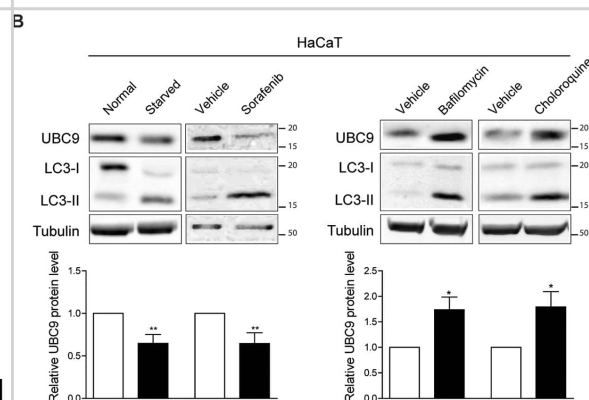 B
HaCaT
Normal
Starved
Vehicle
Sorafenib
Vehicle
Bafilomycin
Vehicle
Choloroquine
UBC9
20
15
UBC9
20
15
LC3-I
20
LC3-I
20
LC3-II
15
LC3-II
15
Tubulin
50
Tubulin
50
Relative UBC9 protein level
1.5
1.0
0.5
0.0
**
**
Relative UBC9 protein level
2.5
2.0
1.5
1.0
0.5
0.0
*
*